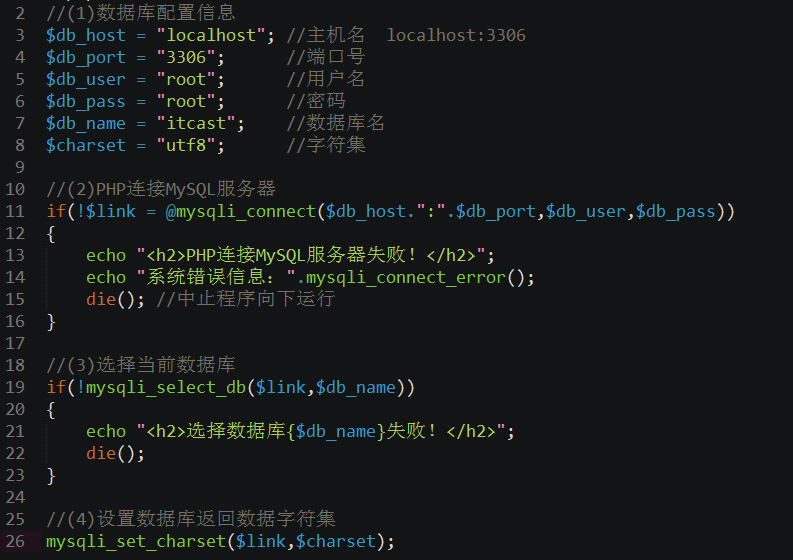 2 //(1)数据库配置信息
3 $db_host = "localhost"; //主机名  localhost:3306
4 $db_port = "3306";      //端口号
5 $db_user = "root";      //用户名
6 $db_pass = "root";      //密码
7 $db_name = "itcast";    //数据库名
8 $charset = "utf8";      //字符集
9
10 //(2)PHP连接MySQL服务器
11 if(!$link = @mysqli_connect($db_host.":".$db_port,$db_user,$db_pass))
12 {
13     echo "<h2>PHP连接MySQL服务器失败！</h2>";
14     echo "系统错误信息：".mysqli_connect_error();
15     die(); //中止程序向下运行
16 }
17
18 //(3)选择当前数据库
19 if(!mysqli_select_db($link,$db_name))
20 {
21     echo "<h2>选择数据库{$db_name}失败！</h2>";
22     die();
23 }
24
25 //(4)设置数据库返回数据字符集
26 mysqli_set_charset($link,$charset);